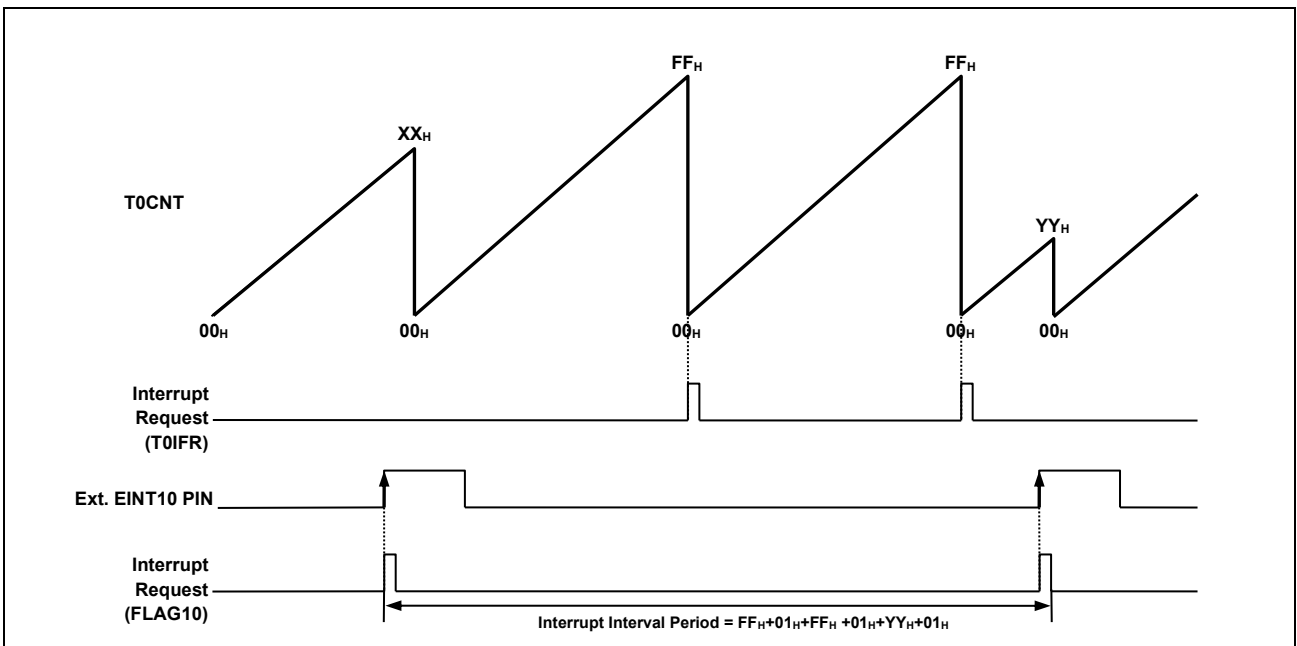 FFH FFH
XXH
T0CNT
YYH
00H 00H 00H 00H 00H
Interrupt
Request
(T0IFR)
Ext. EINT10 PIN
Interrupt
Request
(FLAG10)
Interrupt Interval Period = FFH+01H+FFH +01H+YYH+01H